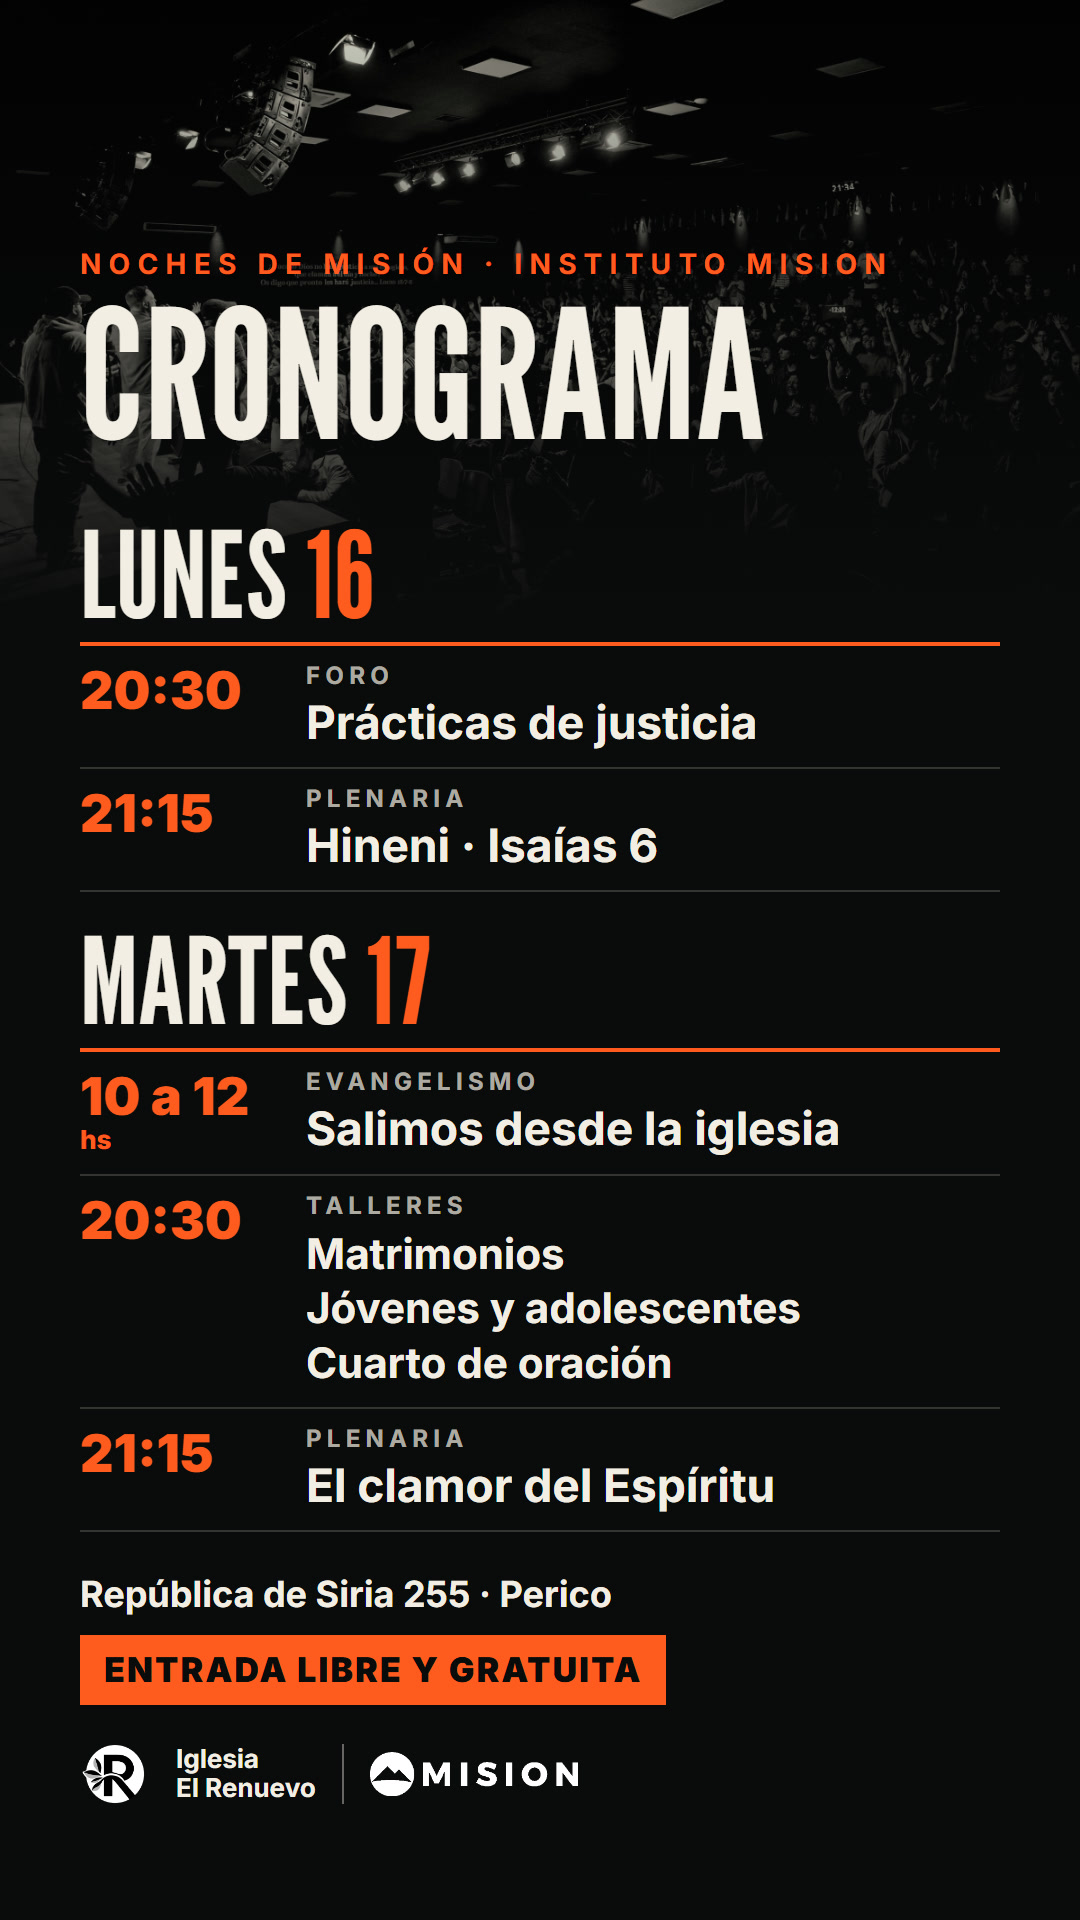 21:34
NOCHES DE MISIÓN · INSTITUTO MISION
CRONOGRAMA
LUNES 16
20:30
FORO
Prácticas de justicia
21:15
PLENARIA
Hineni · Isaías 6
MARTES 17
10 a 12
hs
EVANGELISMO
Salimos desde la iglesia
20:30
TALLERES
Matrimonios
Jóvenes y adolescentes
Cuarto de oración
21:15
PLENARIA
El clamor del Espíritu
República de Siria 255 · Perico
ENTRADA LIBRE Y GRATUITA
R
Iglesia
El Renuevo
MISION